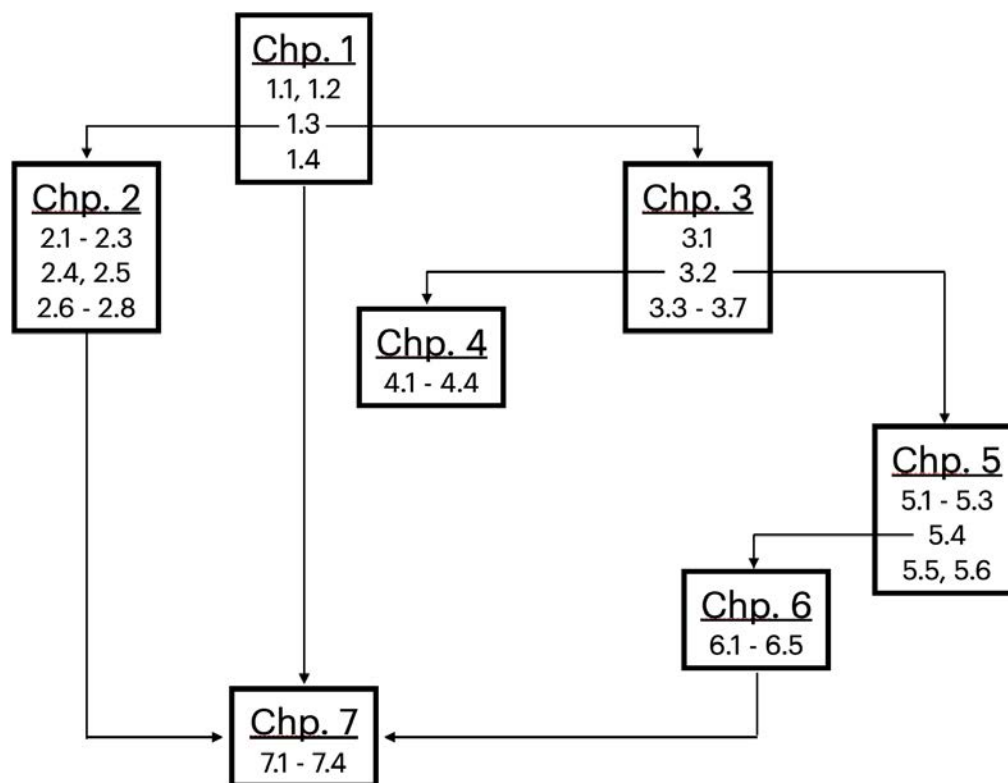 Chp. 1
1.1, 1.2
1.3
1.4
Chp. 2
2.1 - 2.3
2.4, 2.5
2.6 - 2.8
Chp. 3
3.1
3.2
3.3 - 3.7
Chp. 4
4.1 - 4.4
Chp. 5
5.1 - 5.3
5.4
5.5, 5.6
Chp. 6
6.1 - 6.5
Chp. 7
7.1 - 7.4